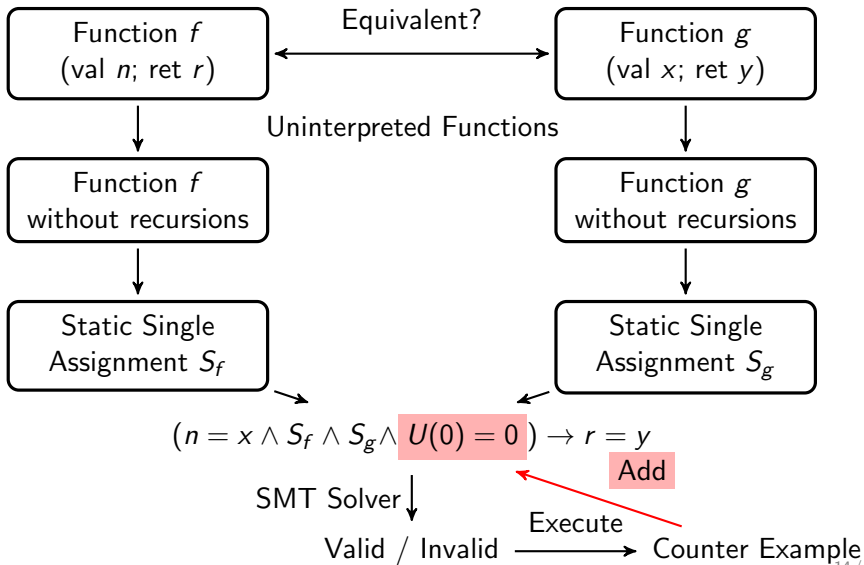 Function f
(val n; ret r)
Equivalent?
Function g
(val x; ret y)
Uninterpreted Functions
Function f
without recursions
Function g
without recursions
Static Single
Assignment S_f
Static Single
Assignment S_g
(n = x ∧ S_f ∧ S_g ∧ U(0) = 0) → r = y
Add
SMT Solver
Execute
Valid / Invalid
Counter Example